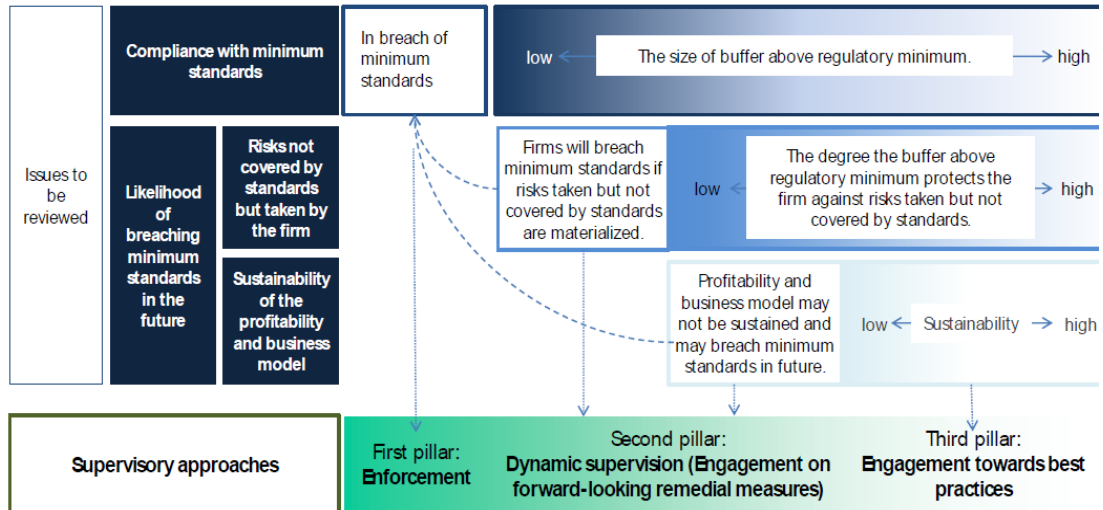 Issues to
be
reviewed
Compliance with minimum
standards
In breach of
minimum
standards
low
The size of buffer above regulatory minimum.
high
Likelihood
of
breaching
minimum
standards
in the
future
Risks not
covered by
standards
but taken by
the firm
Firms will breach
minimum standards if
risks taken but not
covered by standards
are materialized.
low
The degree the buffer above
regulatory minimum protects the
firm against risks taken but not
covered by standards.
high
Sustainability
of the
profitability
and business
model
Profitability and
business model may
not be sustained and
may breach minimum
standards in future.
low
Sustainability
high
Supervisory approaches
First pillar:
Enforcement
Second pillar:
Dynamic supervision (Engagement on
forward-looking remedial measures)
Third pillar:
Engagement towards best
practices